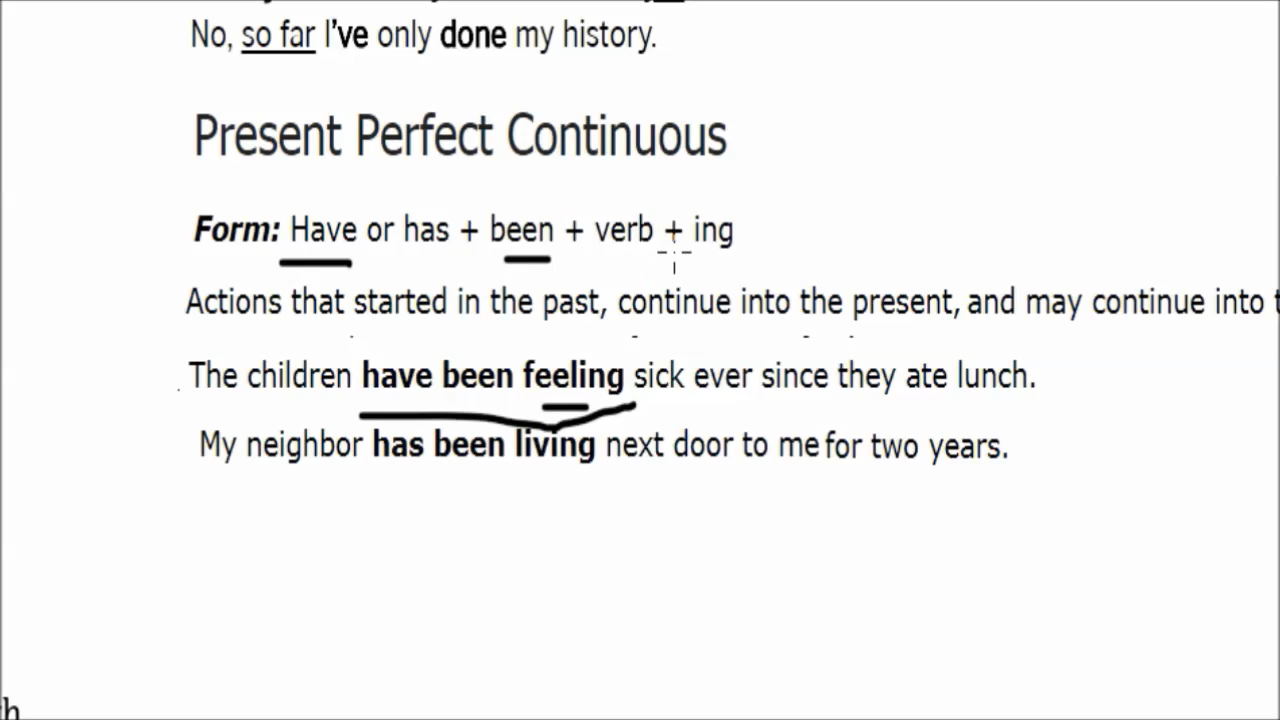 No, so far I've only done my history.
Present Perfect Continuous
Form: Have or has + been + verb + ing
Actions that started in the past, continue into the present, and may continue into
The children have been feeling sick ever since they ate lunch.
My neighbor has been living next door to me for two years.